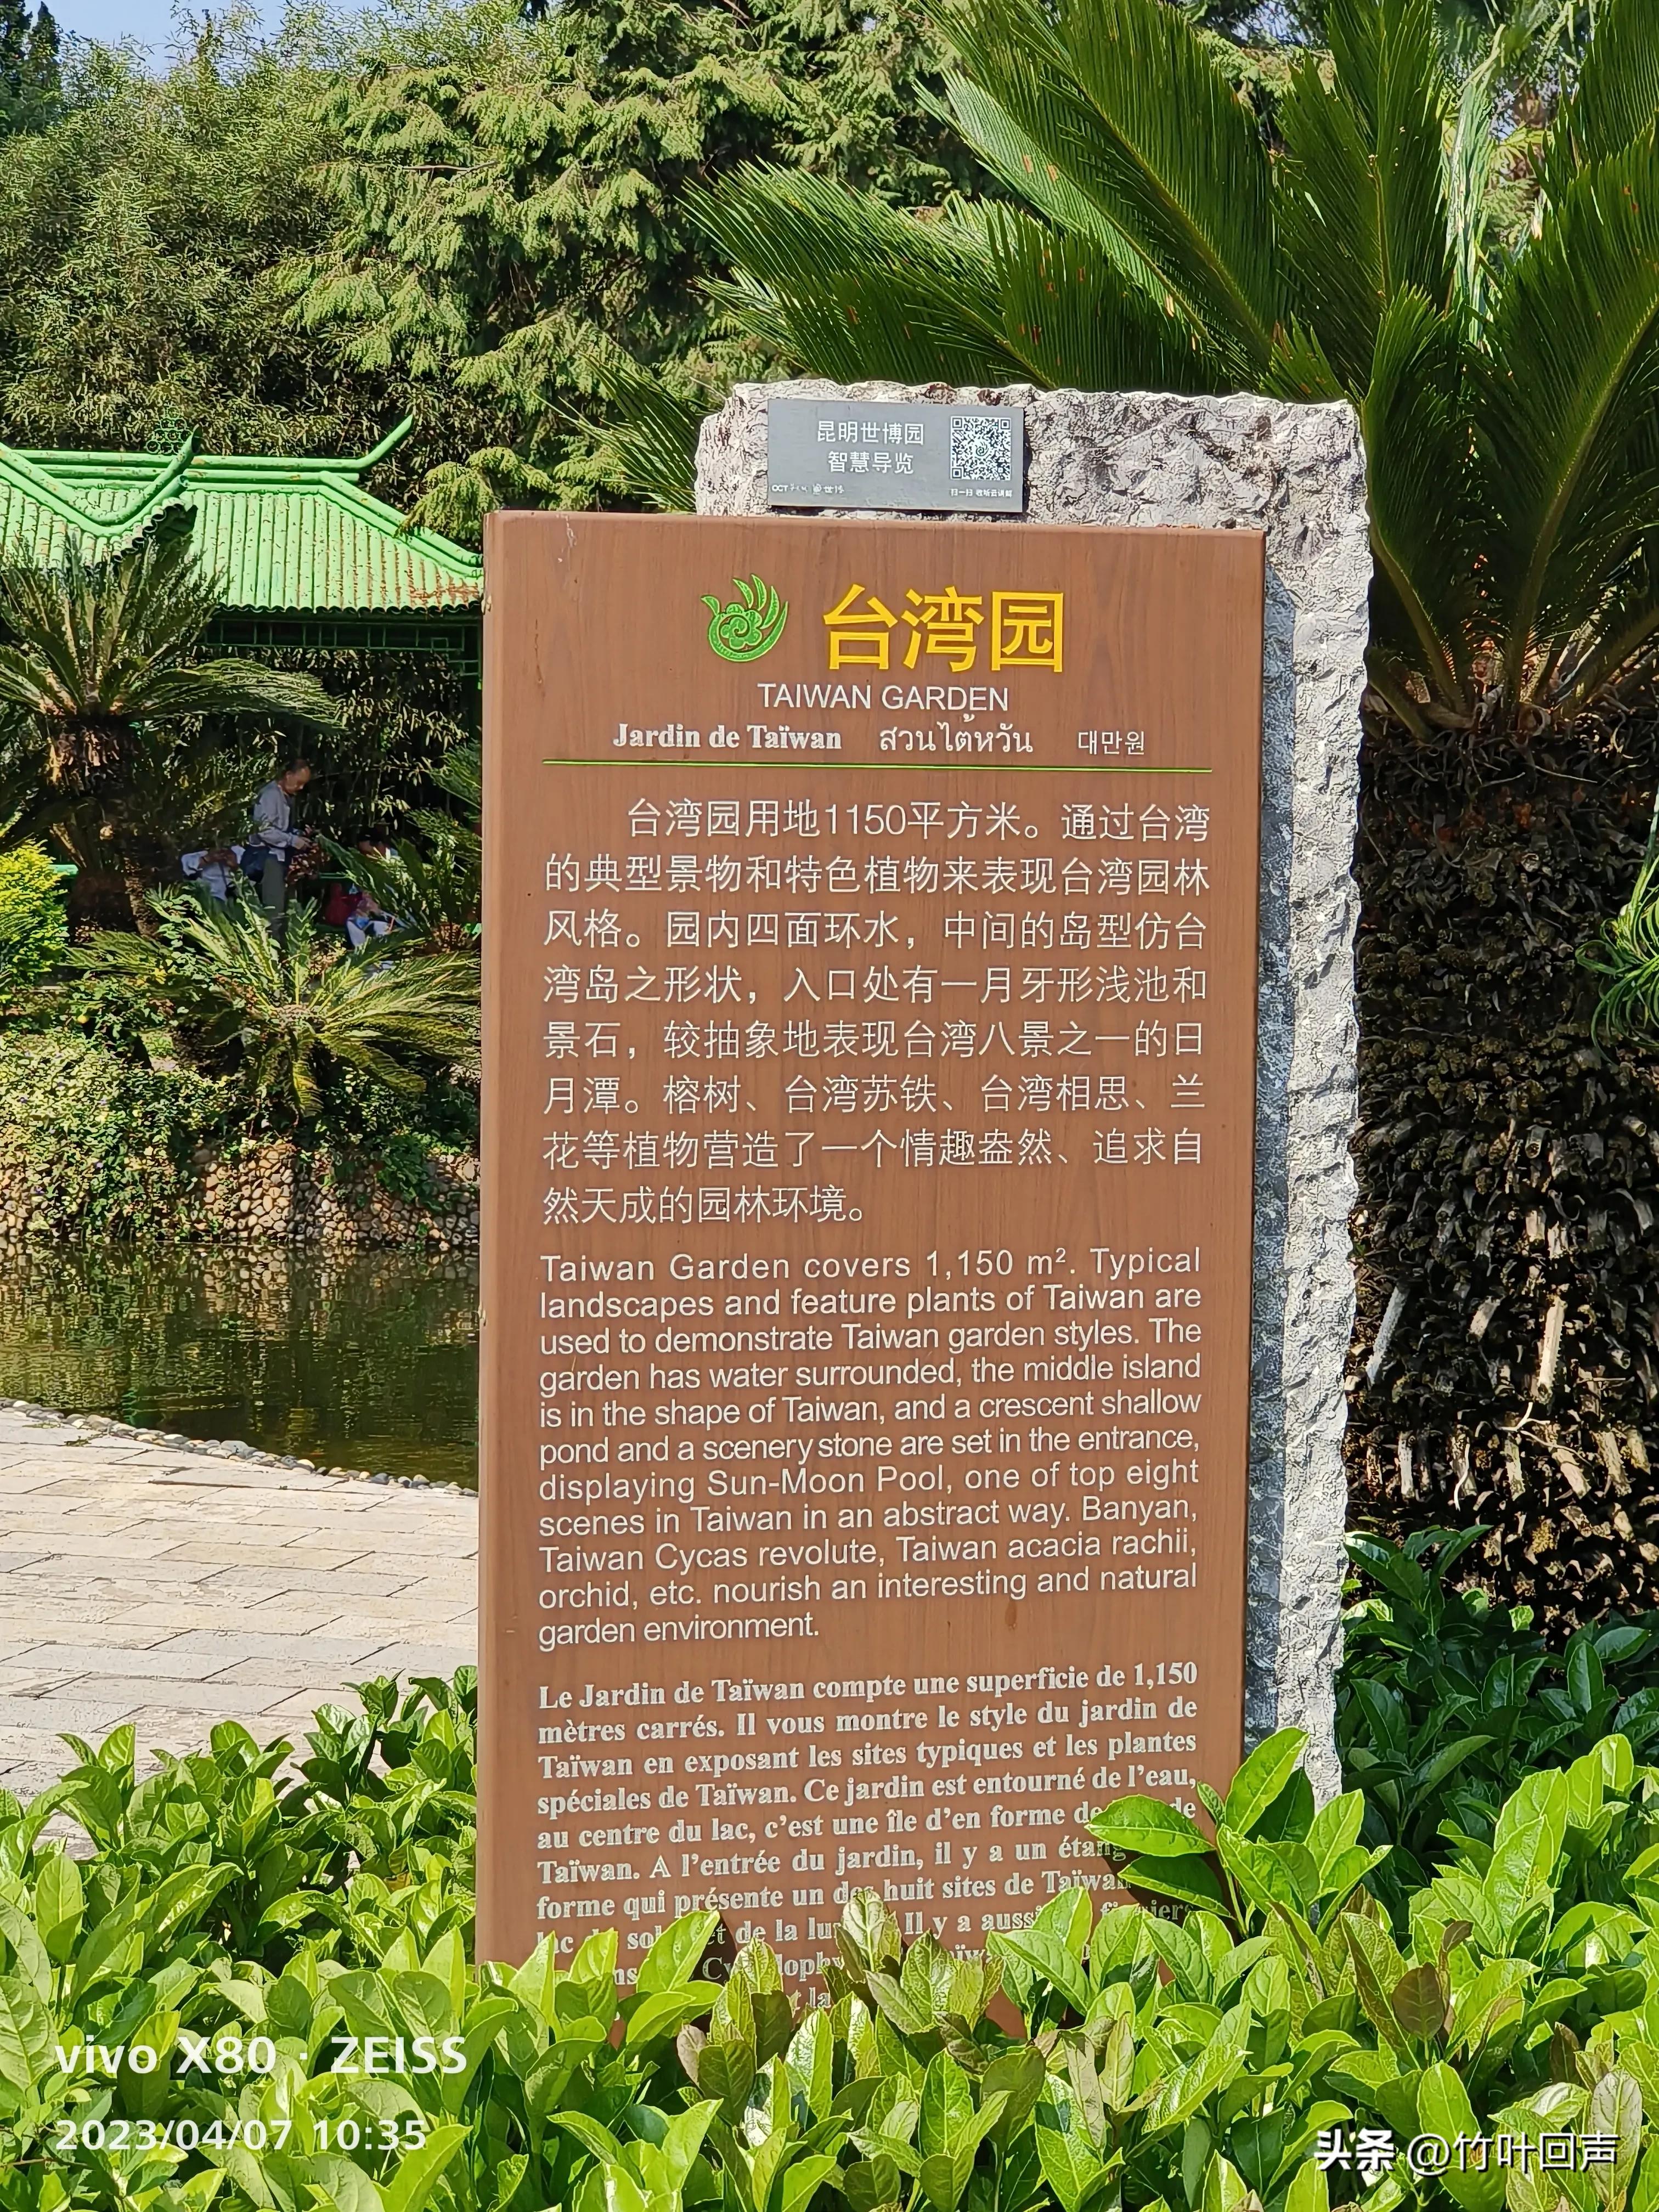 昆明世博园
智慧导览
OCT
扫一扫 收听云讲解
台湾园
TAIWAN GARDEN
Jardin de Taïwan สวนไต้หวัน 대만원
台湾园用地1150平方米。通过台湾
的典型景物和特色植物来表现台湾园林
风格。园内四面环水，中间的岛型仿台
湾岛之形状，入口处有一月牙形浅池和
景石，较抽象地表现台湾八景之一的日
月潭。榕树、台湾苏铁、台湾相思、兰
花等植物营造了一个情趣盎然、追求自
然天成的园林环境。
Taiwan Garden covers 1,150 m². Typical
landscapes and feature plants of Taiwan are
used to demonstrate Taiwan garden styles. The
garden has water surrounded, the middle island
is in the shape of Taiwan, and a crescent shallow
pond and a scenery stone are set in the entrance,
displaying Sun-Moon Pool, one of top eight
scenes in Taiwan in an abstract way. Banyan,
Taiwan Cycas revolute, Taiwan acacia rachii,
orchid, etc. nourish an interesting and natural
garden environment.
Le Jardin de Taïwan compte une superficie de 1,150
mètres carrés. Il vous montre le style du jardin de
Taïwan en exposant les sites typiques et les plantes
spéciales de Taïwan. Ce jardin est entourné de l'eau,
au centre du lac, c'est une île d'en forme de de
Taïwan. A l'entrée du jardin, il y a un étang
forme qui présente un des huit sites de Taïwan
et de la Il y a aussi
vivo X80 · ZEISS
2023/04/07 10:35
头条 @竹叶回声